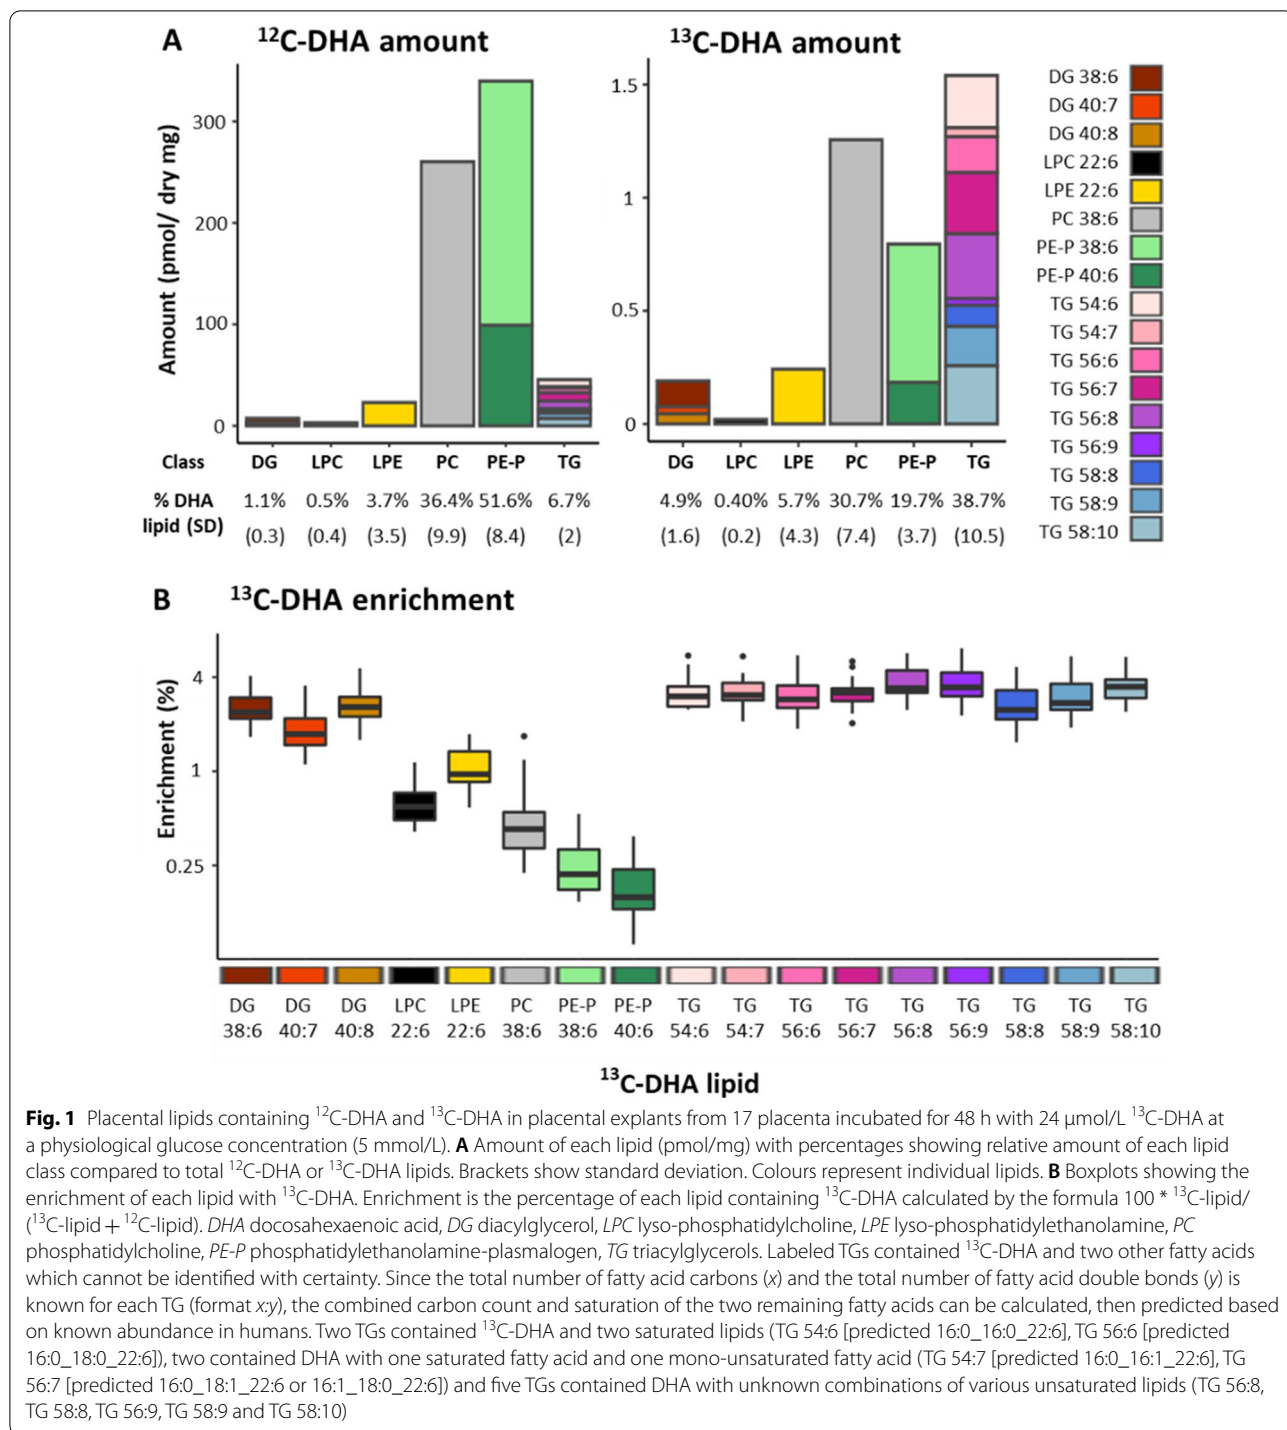 A ¹²C-DHA amount
Amount (pmol/ dry mg)
300
200
100
0
Class DG LPC LPE PC PE-P TG
% DHA lipid (SD) 1.1% 0.5% 3.7% 36.4% 51.6% 6.7%
(0.3) (0.4) (3.5) (9.9) (8.4) (2)
¹³C-DHA amount
1.5
1
0.5
0
DG LPC LPE PC PE-P TG
4.9% 0.40% 5.7% 30.7% 19.7% 38.7%
(1.6) (0.2) (4.3) (7.4) (3.7) (10.5)
DG 38:6
DG 40:7
DG 40:8
LPC 22:6
LPE 22:6
PC 38:6
PE-P 38:6
PE-P 40:6
TG 54:6
TG 54:7
TG 56:6
TG 56:7
TG 56:8
TG 56:9
TG 58:8
TG 58:9
TG 58:10
B ¹³C-DHA enrichment
Enrichment (%)
4
1
0.25
DG DG DG LPC LPE PC PE-P PE-P TG TG TG TG TG TG TG TG TG
38:6 40:7 40:8 22:6 22:6 38:6 38:6 40:6 54:6 54:7 56:6 56:7 56:8 56:9 58:8 58:9 58:10
¹³C-DHA lipid
Fig. 1 Placental lipids containing ¹²C-DHA and ¹³C-DHA in placental explants from 17 placenta incubated for 48 h with 24 µmol/L ¹³C-DHA at
a physiological glucose concentration (5 mmol/L). A Amount of each lipid (pmol/mg) with percentages showing relative amount of each lipid
class compared to total ¹²C-DHA or ¹³C-DHA lipids. Brackets show standard deviation. Colours represent individual lipids. B Boxplots showing the
enrichment of each lipid with ¹³C-DHA. Enrichment is the percentage of each lipid containing ¹³C-DHA calculated by the formula 100 * ¹³C-lipid/
(¹³C-lipid + ¹²C-lipid). DHA docosahexaenoic acid, DG diacylglycerol, LPC lyso-phosphatidylcholine, LPE lyso-phosphatidylethanolamine, PC
phosphatidylcholine, PE-P phosphatidylethanolamine-plasmalogen, TG triacylglycerols. Labeled TGs contained ¹³C-DHA and two other fatty acids
which cannot be identified with certainty. Since the total number of fatty acid carbons (x) and the total number of fatty acid double bonds (y) is
known for each TG (format x:y), the combined carbon count and saturation of the two remaining fatty acids can be calculated, then predicted based
on known abundance in humans. Two TGs contained ¹³C-DHA and two saturated lipids (TG 54:6 [predicted 16:0_16:0_22:6], TG 56:6 [predicted
16:0_18:0_22:6]), two contained DHA with one saturated fatty acid and one mono-unsaturated fatty acid (TG 54:7 [predicted 16:0_16:1_22:6], TG
56:7 [predicted 16:0_18:1_22:6 or 16:1_18:0_22:6]) and five TGs contained DHA with unknown combinations of various unsaturated lipids (TG 56:8,
TG 58:8, TG 56:9, TG 58:9 and TG 58:10)